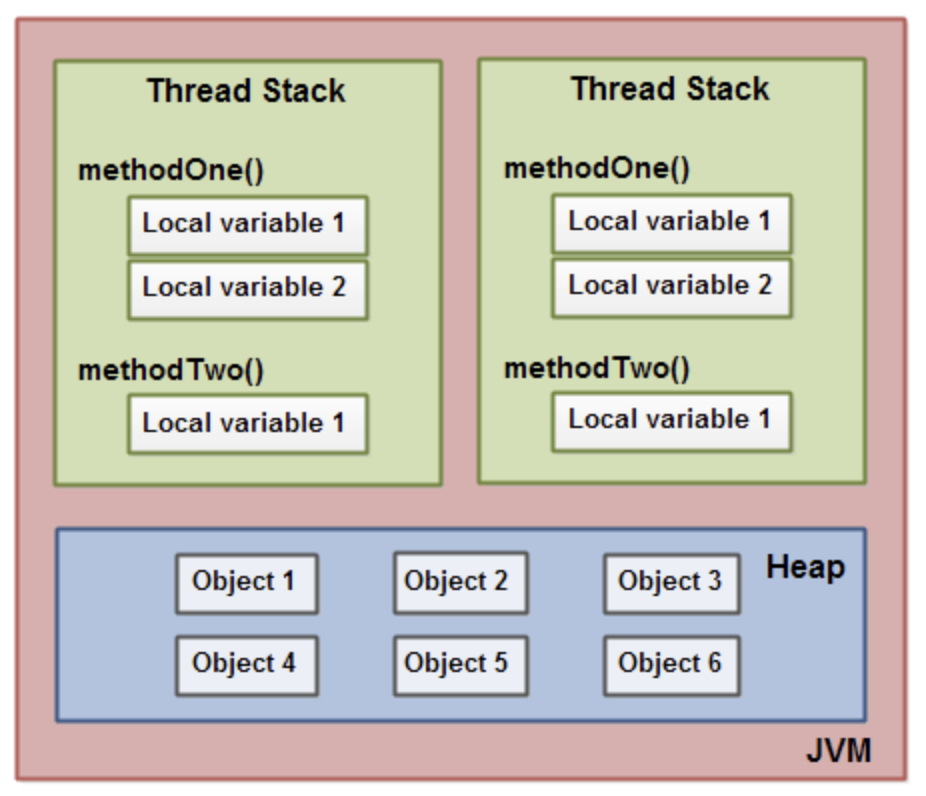 Thread Stack
methodOne()
Local variable 1
Local variable 2
methodTwo()
Local variable 1
Thread Stack
methodOne()
Local variable 1
Local variable 2
methodTwo()
Local variable 1
Heap
Object 1
Object 2
Object 3
Object 4
Object 5
Object 6
JVM